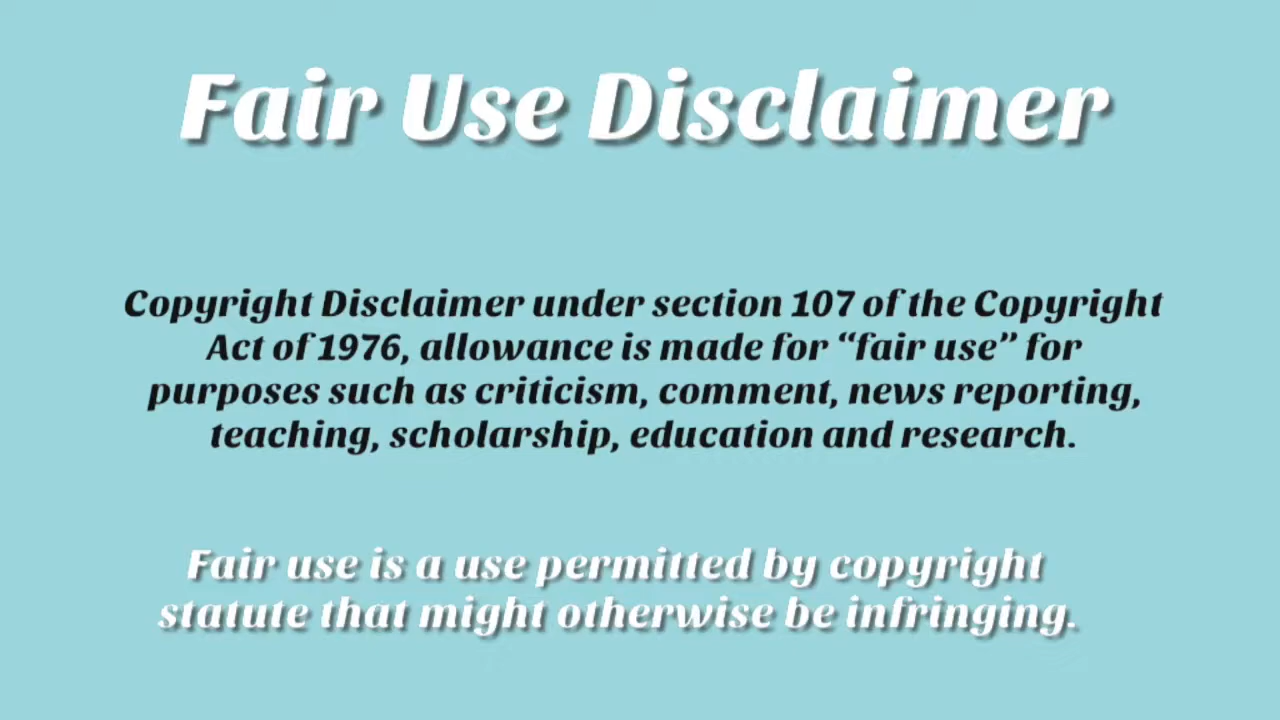 Fair Use Disclaimer
Copyright Disclaimer under section 107 of the Copyright
Act of 1976, allowance is made for “fair use” for
purposes such as criticism, comment, news reporting,
teaching, scholarship, education and research.
Fair use is a use permitted by copyright
statute that might otherwise be infringing.